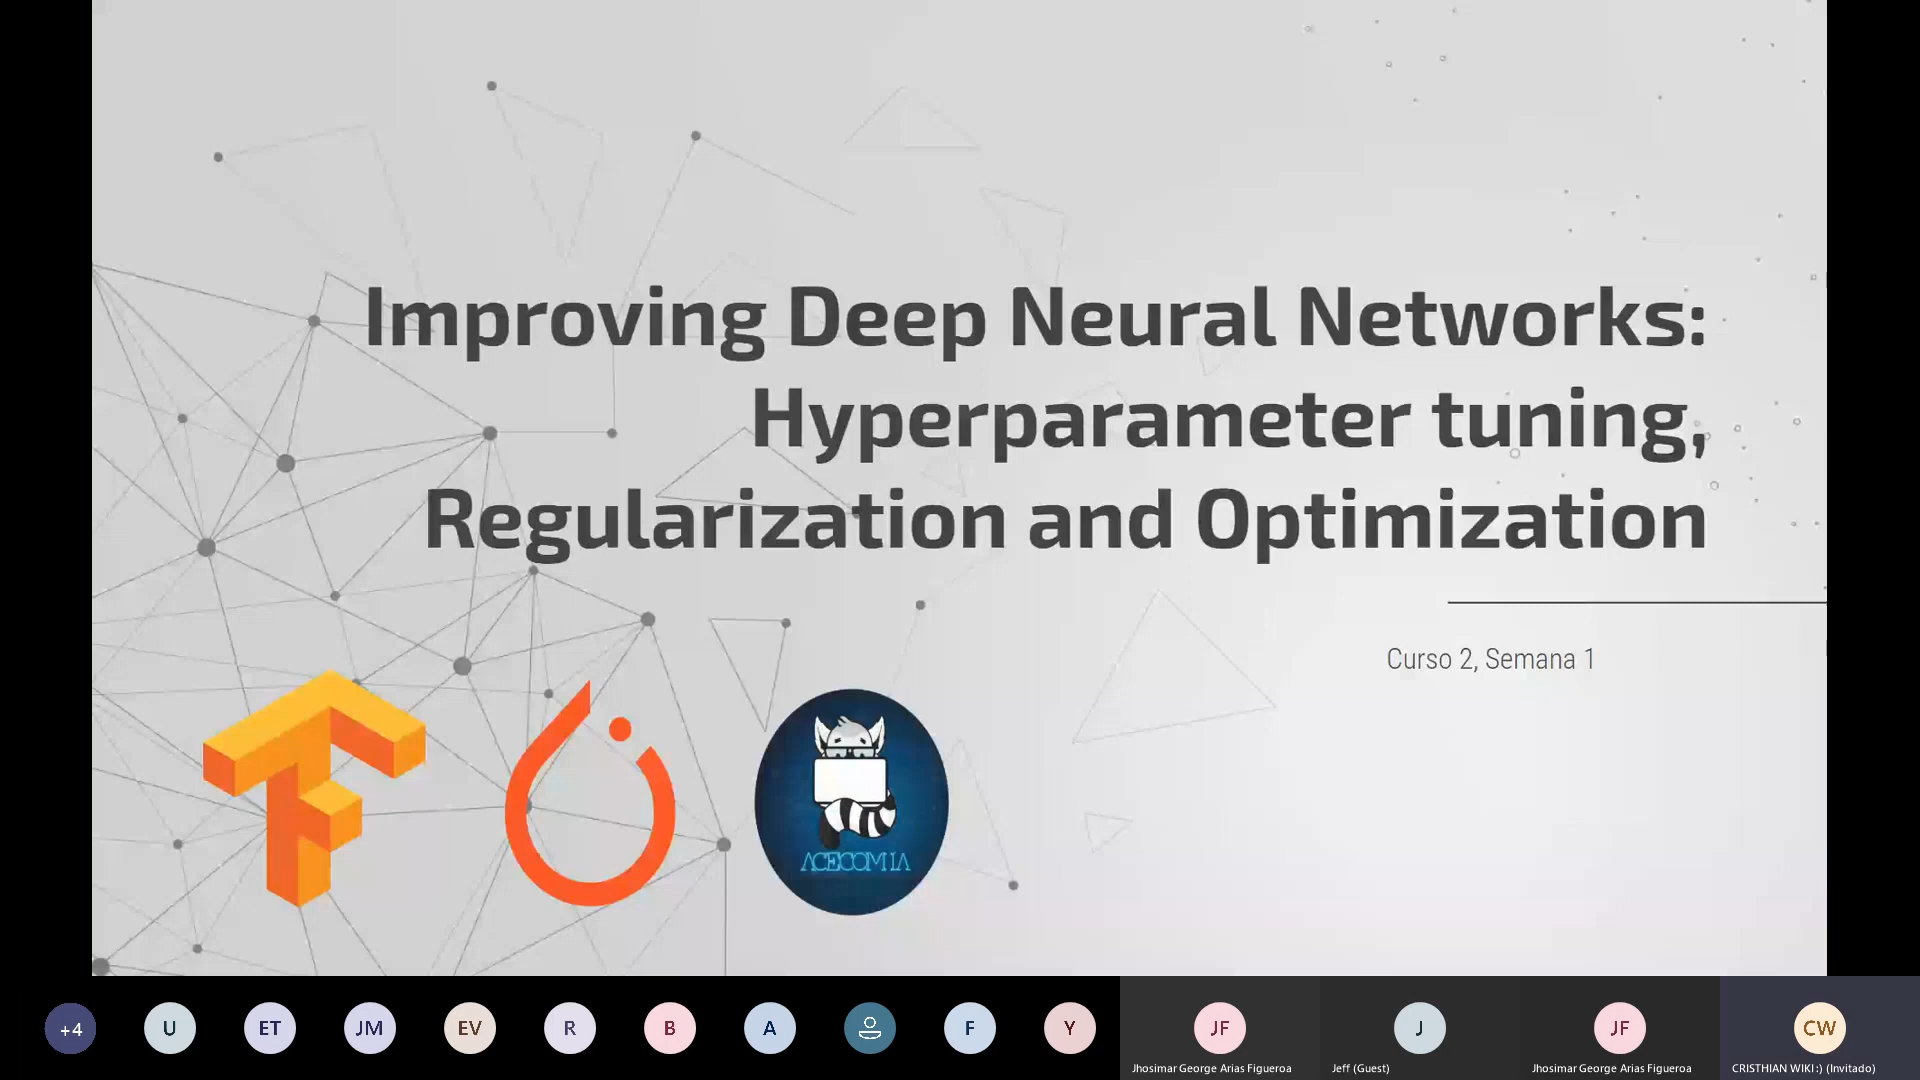 Improving Deep Neural Networks:
Hyperparameter tuning,
Regularization and Optimization
Curso 2, Semana 1
ACECOM IA
+4
U
ET
JM
EV
R
B
A
F
Y
JF
J
JF
CW
Jhosimar George Arias Figueroa
Jeff (Guest)
Jhosimar George Arias Figueroa
CRISTHIAN WIKI :) (Invitado)